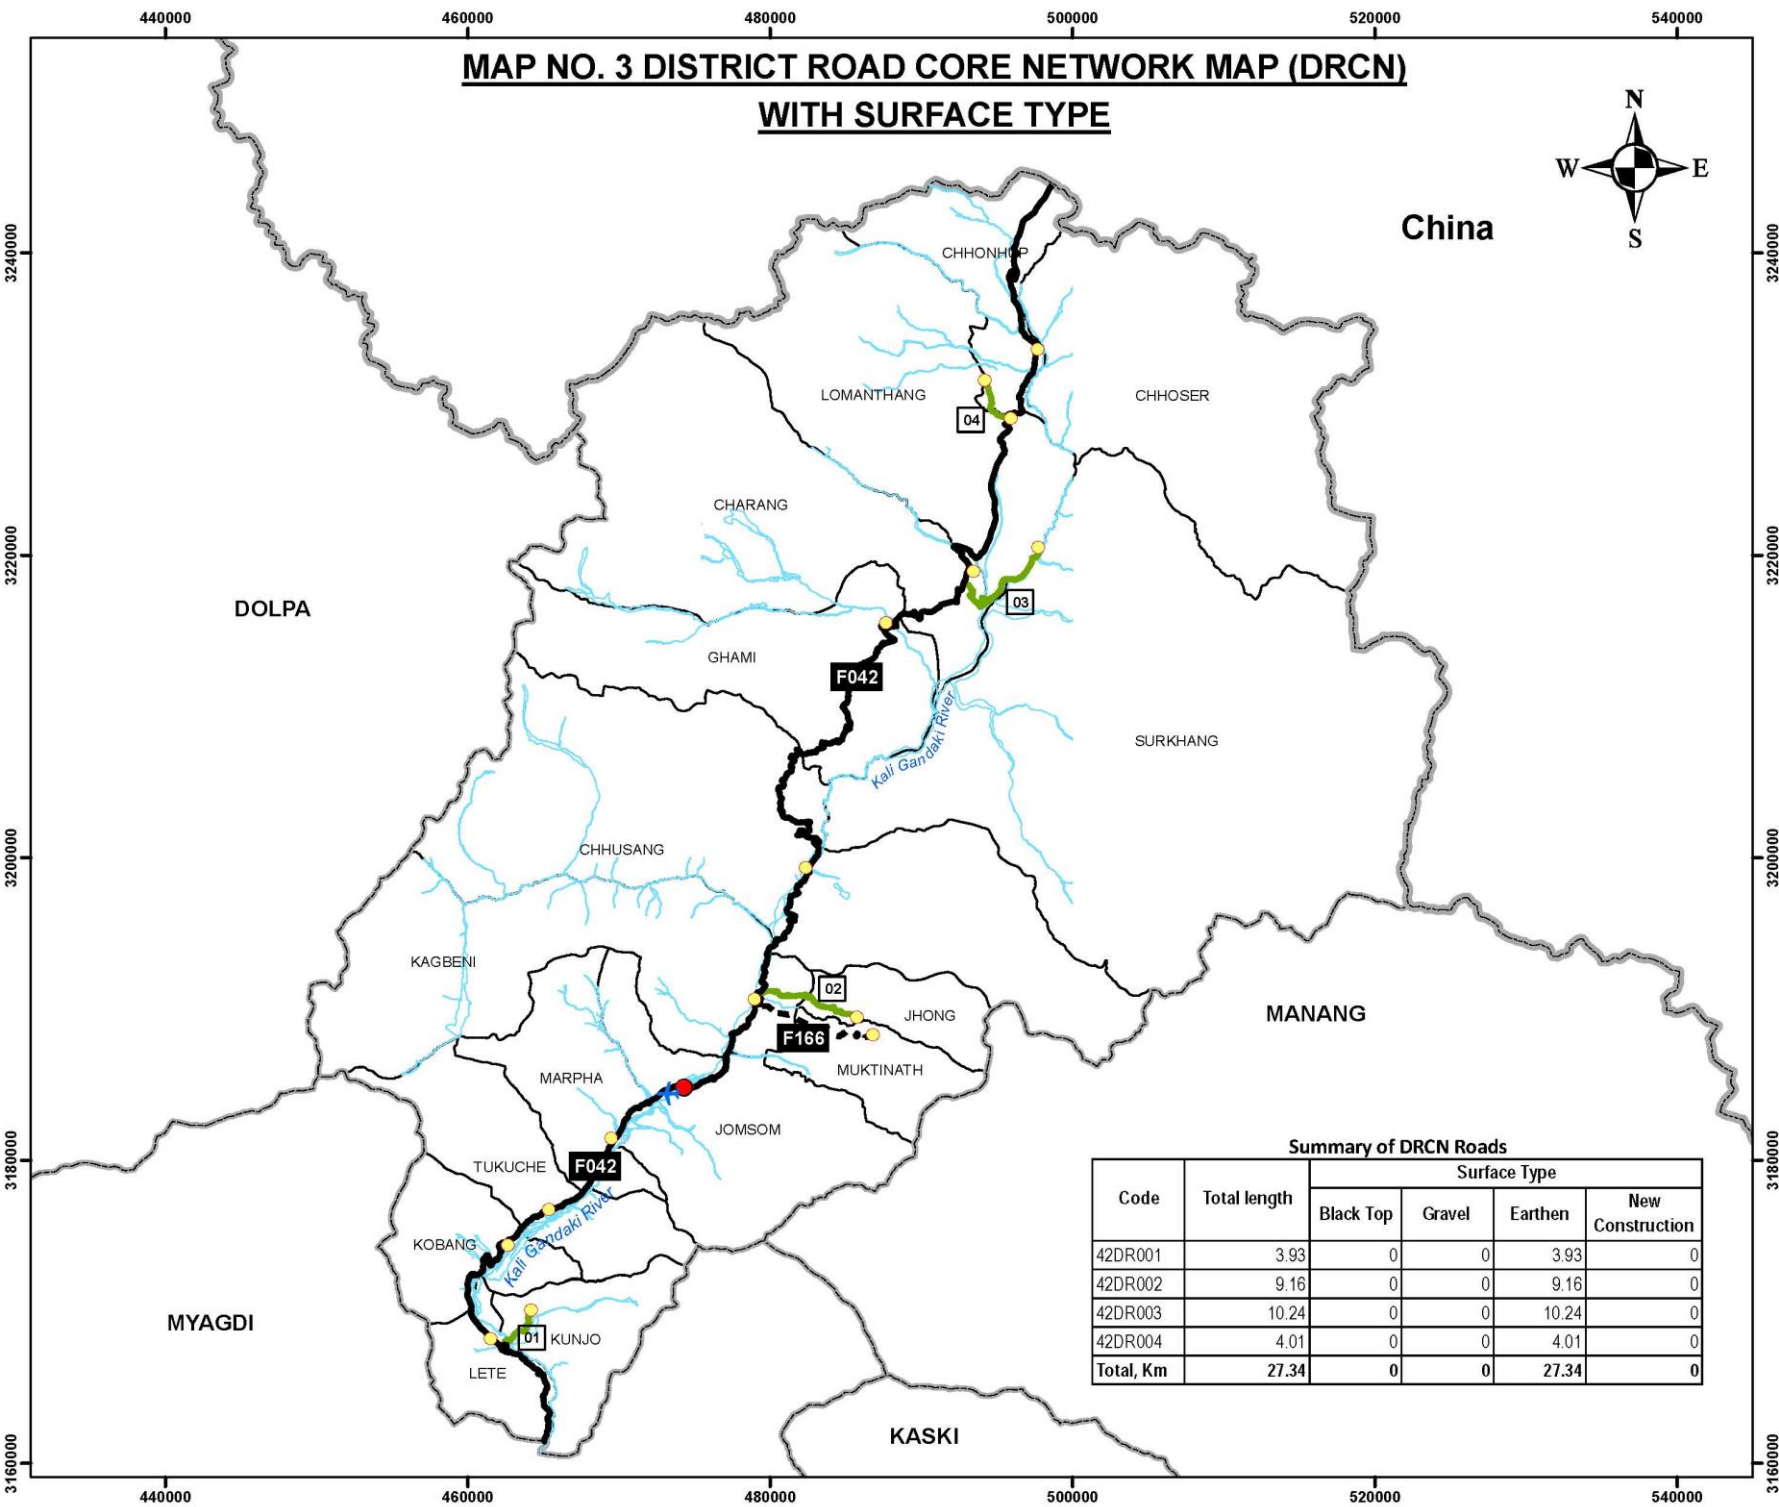 440000 460000 480000 500000 520000 540000
MAP NO. 3 DISTRICT ROAD CORE NETWORK MAP (DRCN)
WITH SURFACE TYPE
N
W E
S
China
3240000 3240000
CHHONHUP
LOMANTHANG
CHHOSER
04
CHARANG
3220000 3220000
DOLPA
03
GHAMI
F042
SURKHANG
Kali Gandaki River
3200000 3200000
CHHUSANG
KAGBENI
02
JHONG
MANANG
F166
MUKTINATH
MARPHA
JOMSOM
3180000 3180000
TUKUCHE
F042
Kali Gandaki River
KOBANG
MYAGDI
01
KUNJO
LETE
KASKI
3160000 3160000
Summary of DRCN Roads
Code Total length Surface Type
Black Top Gravel Earthen New Construction
42DR001 3.93 0 0 3.93 0
42DR002 9.16 0 0 9.16 0
42DR003 10.24 0 0 10.24 0
42DR004 4.01 0 0 4.01 0
Total, Km 27.34 0 0 27.34 0
440000 460000 480000 500000 520000 540000